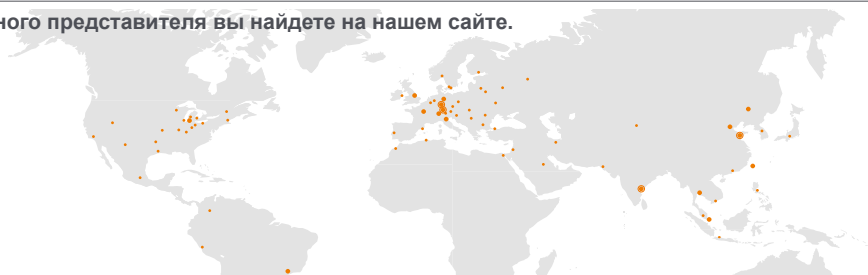 ного представителя вы найдете на нашем сайте.